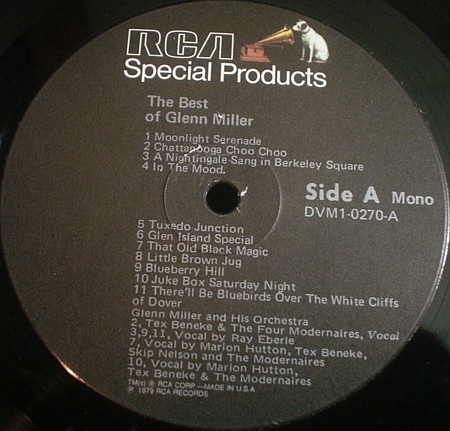 RCA
Special Products
The Best
of Glenn Miller
1 Moonlight Serenade
2 Chattanooga Choo Choo
3 A Nightingale Sang in Berkeley Square
4 In The Mood
Side A Mono
DVM1-0270-A
5 Tuxedo Junction
6 Glen Island Special
7 That Old Black Magic
8 Little Brown Jug
9 Blueberry Hill
10 Juke Box Saturday Night
11 There'll Be Bluebirds Over The White Cliffs
of Dover
Glenn Miller and His Orchestra
2, Tex Beneke & The Four Modernaires, Vocal
3,9,11, Vocal by Ray Eberle
7, Vocal by Marion Hutton, Tex Beneke,
Skip Nelson and The Modernaires
10, Vocal by Marion Hutton,
Tex Beneke & The Modernaires
TM(s) ® RCA CORP—MADE IN U.S.A
℗ 1979 RCA RECORDS